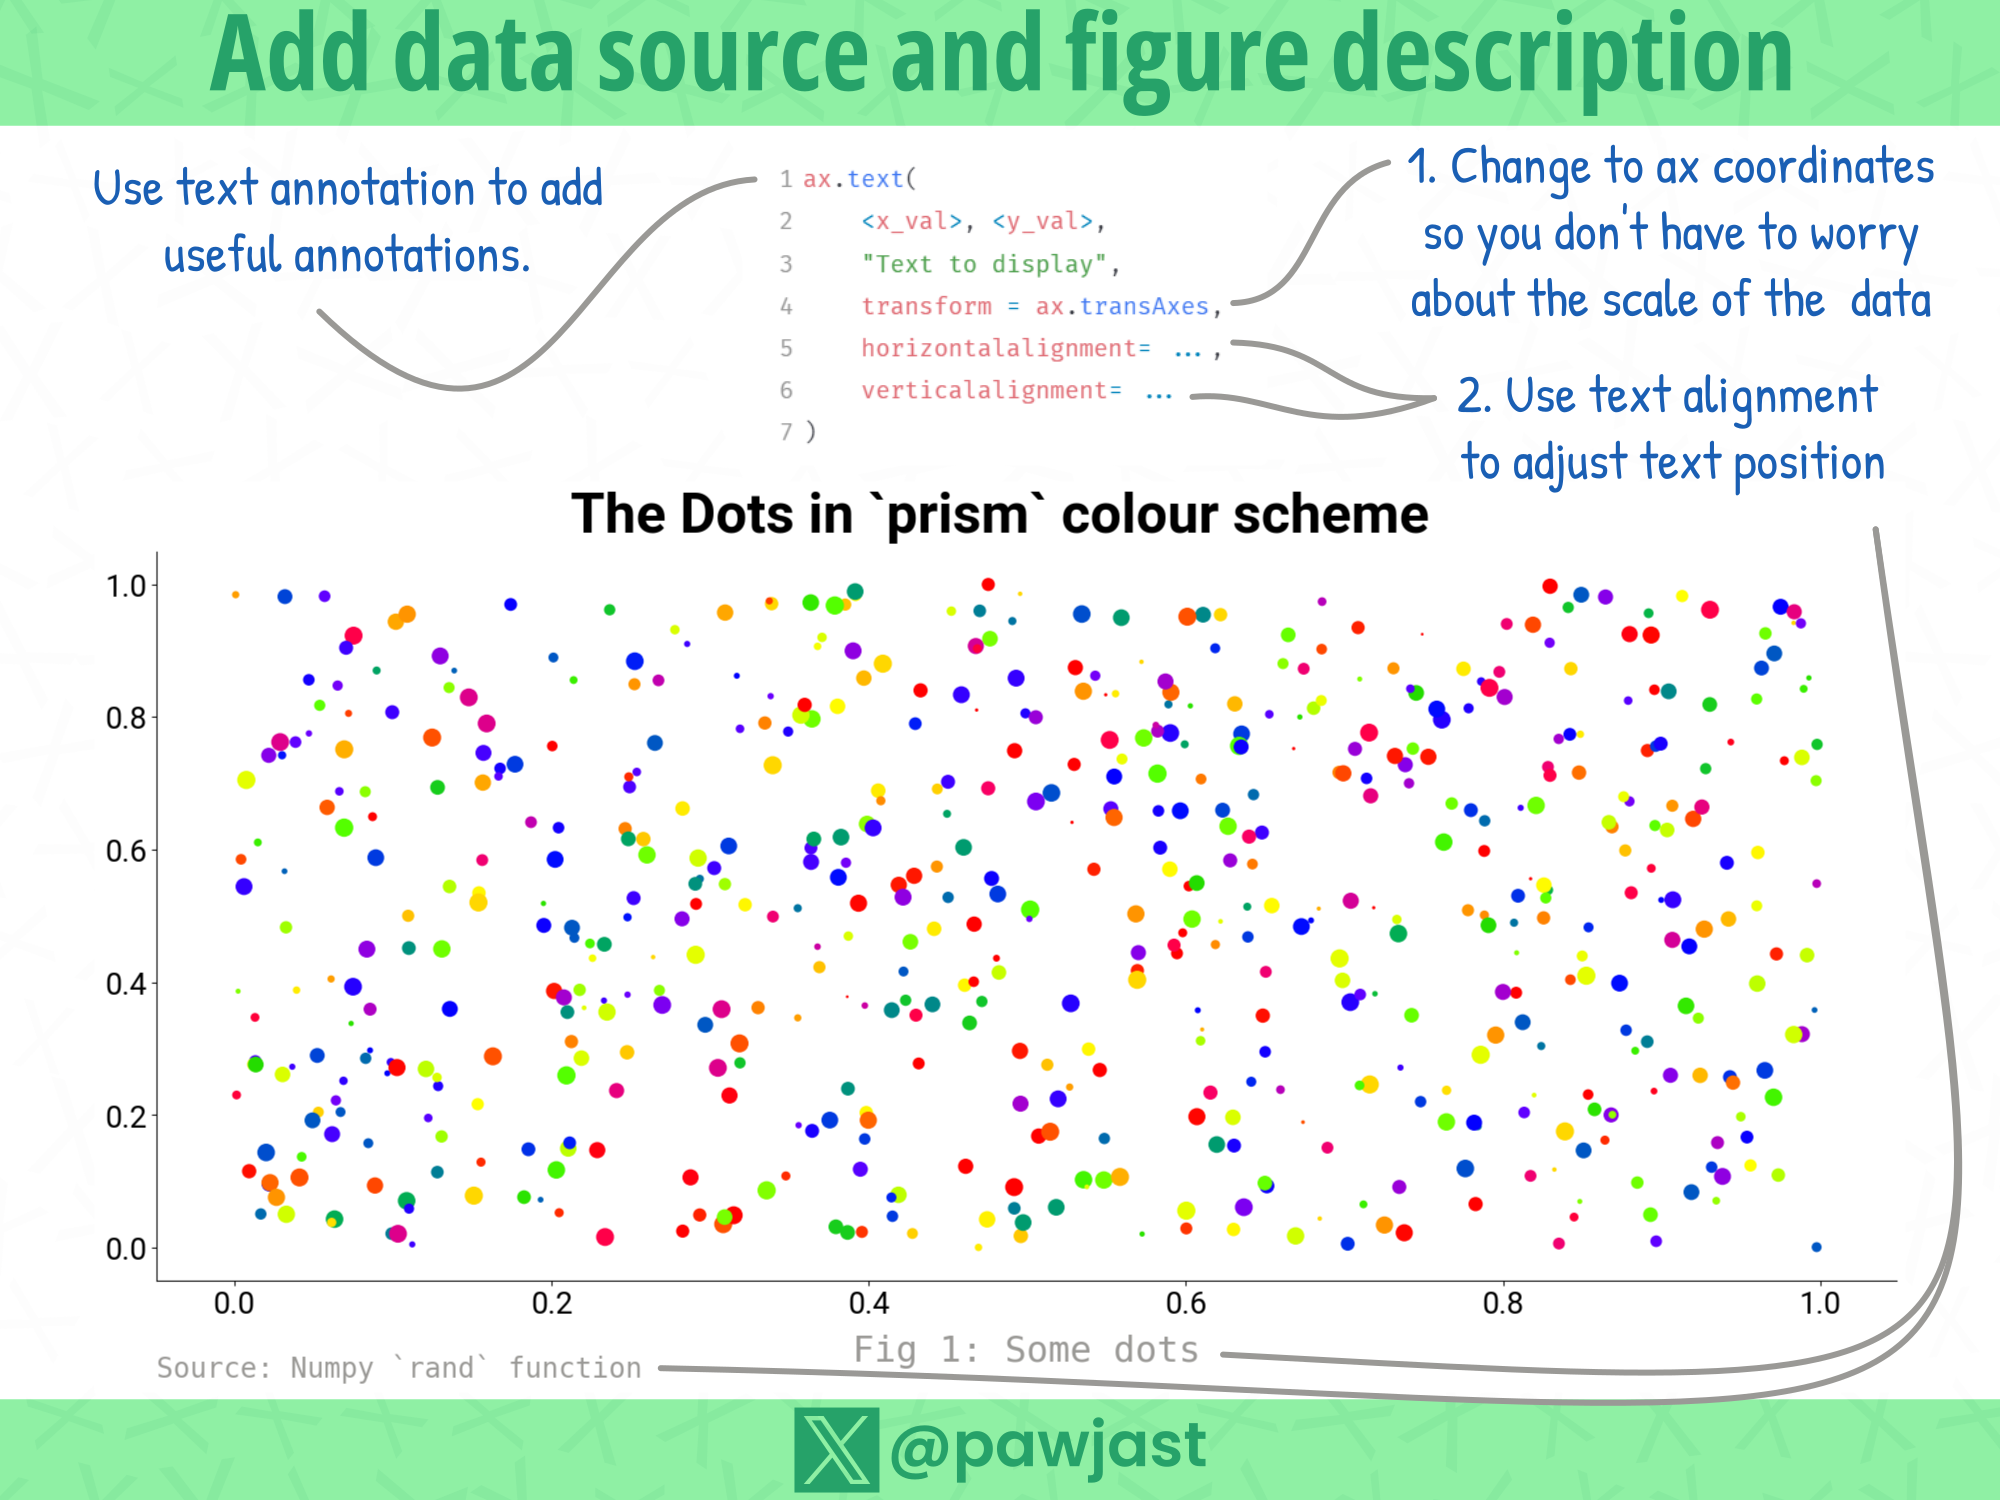 Add data source and figure description
Use text annotation to add
useful annotations.
1 ax.text(
2     <x_val>, <y_val>,
3     "Text to display",
4     transform = ax.transAxes,
5     horizontalalignment= ... ,
6     verticalalignment= ...
7 )
1. Change to ax coordinates
so you don't have to worry
about the scale of the  data
2. Use text alignment
to adjust text position
The Dots in `prism` colour scheme
1.0
0.8
0.6
0.4
0.2
0.0
0.0 0.2 0.4 0.6 0.8 1.0
Fig 1: Some dots
Source: Numpy `rand` function
@pawjast